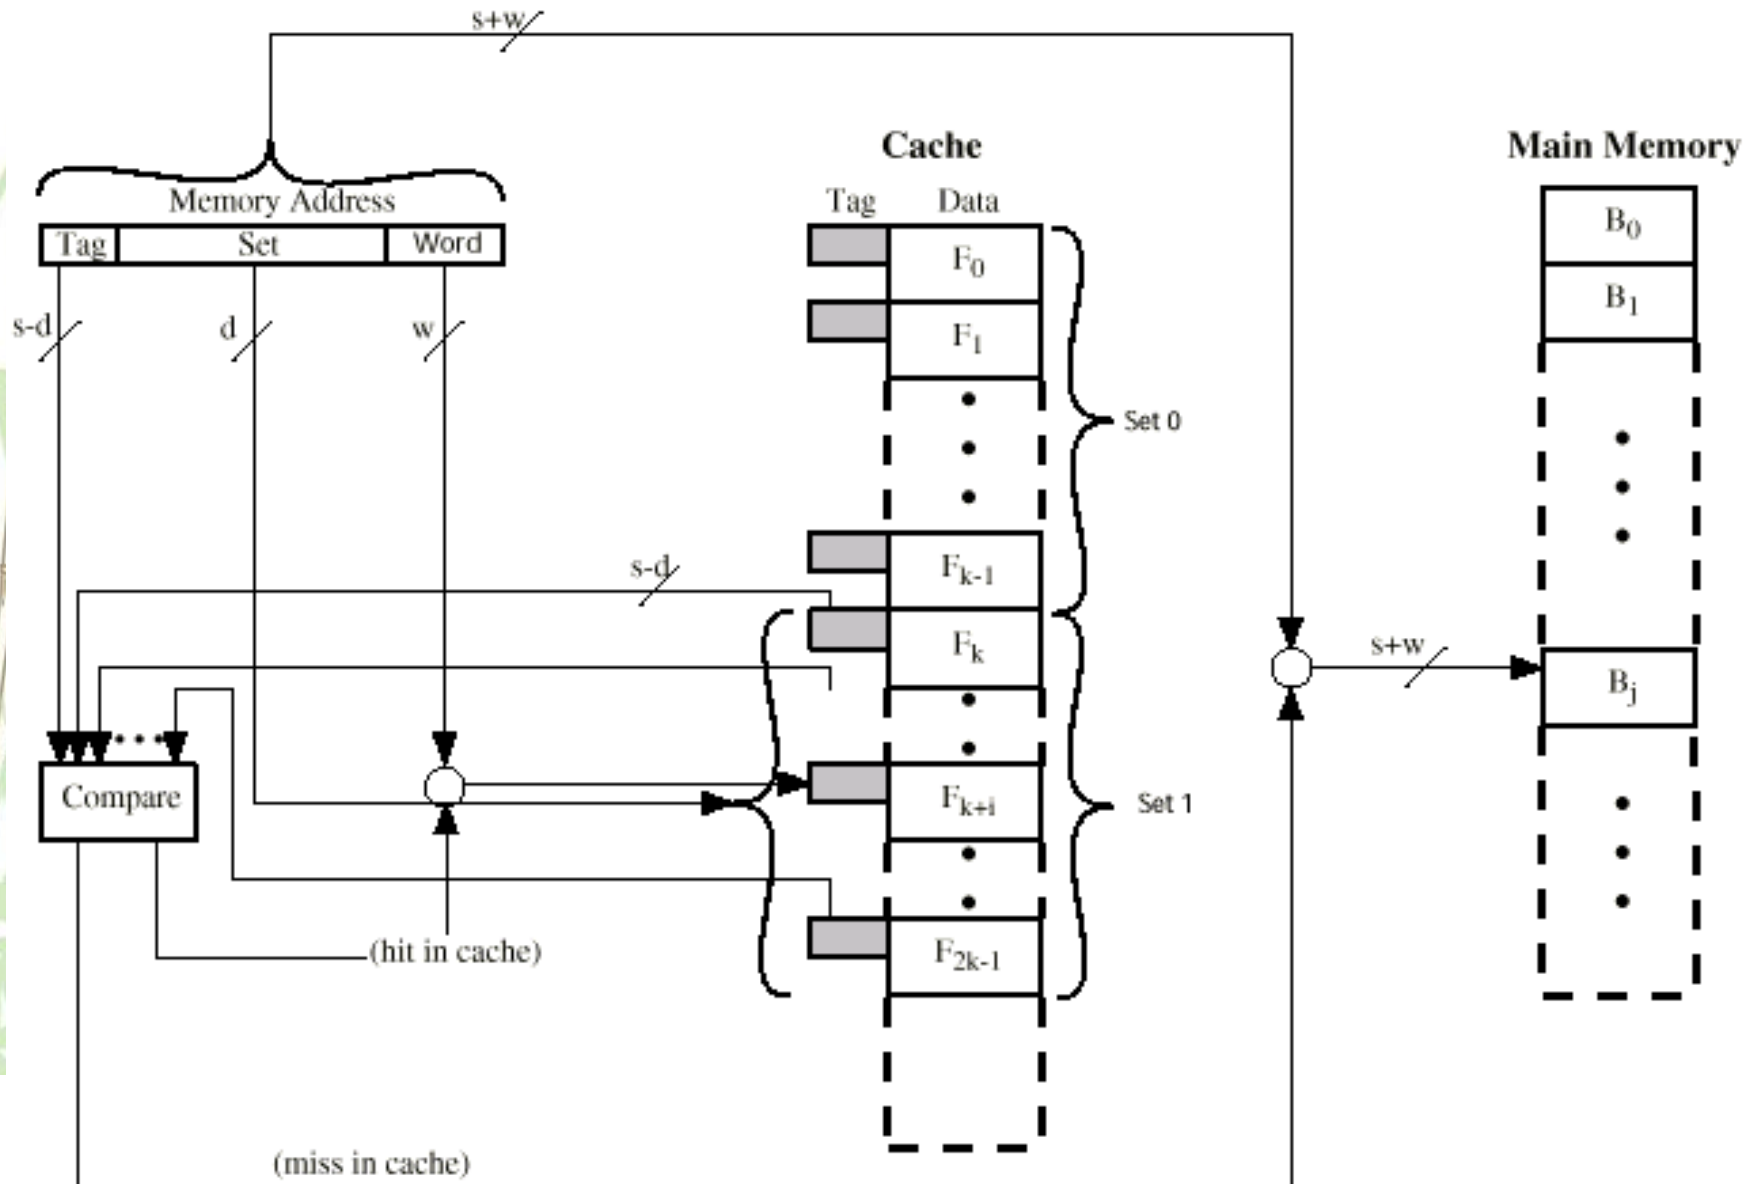 s+w
Cache
Main Memory
Memory Address
Tag Data
Tag Set Word
F0
B0
F1
B1
s-d
d
w
Set 0
Fk-1
s-d
Fk
s+w
Bj
Compare
Fk+i
Set 1
(hit in cache)
F2k-1
(miss in cache)